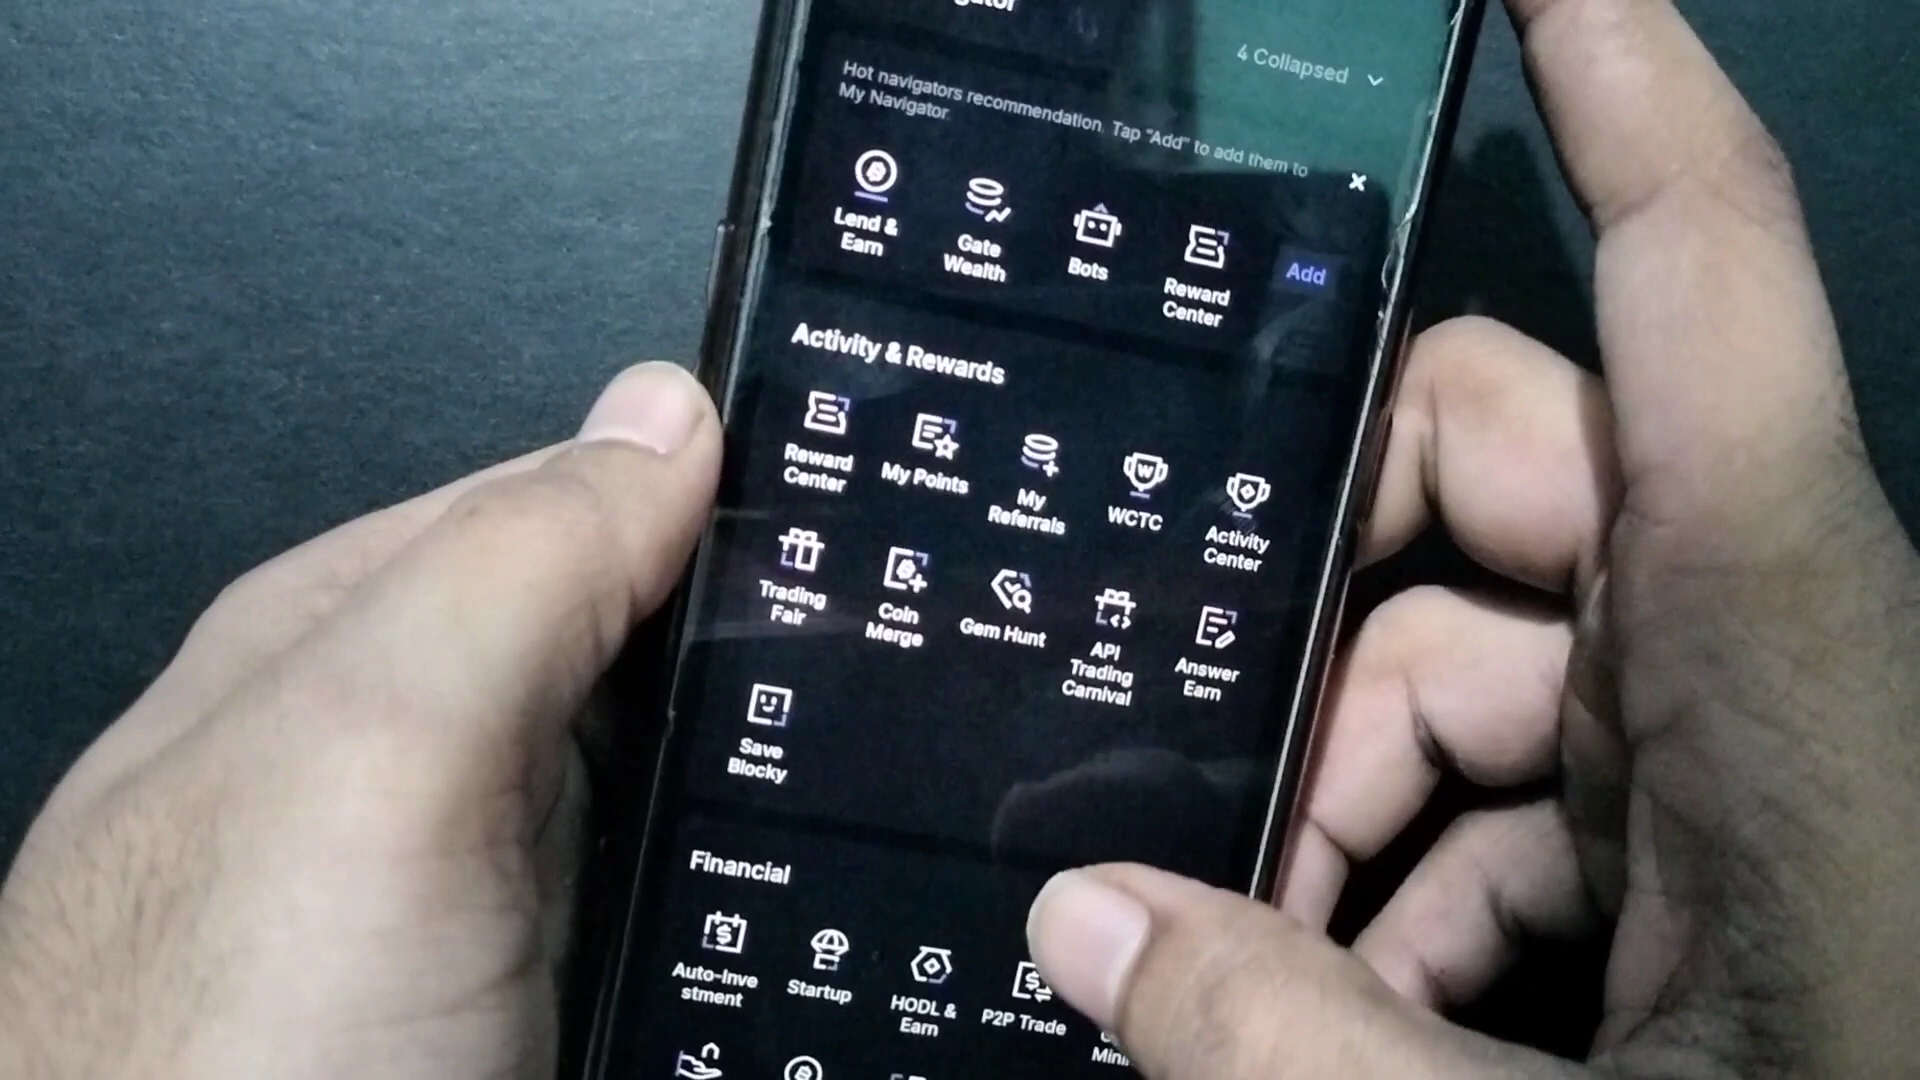 4 Collapsed
Hot navigators recommendation. Tap "Add" to add them to
My Navigator
Lend &
Earn
Gate
Wealth
Bots
Reward
Center
Add
Activity & Rewards
Reward
Center
My Points
My
Referrals
WCTC
Activity
Center
Trading
Fair
Coin
Merge
Gem Hunt
API
Trading
Carnival
Answer
Earn
Save
Blocky
Financial
Auto-Inve
stment
Startup
HODL &
Earn
P2P Trade